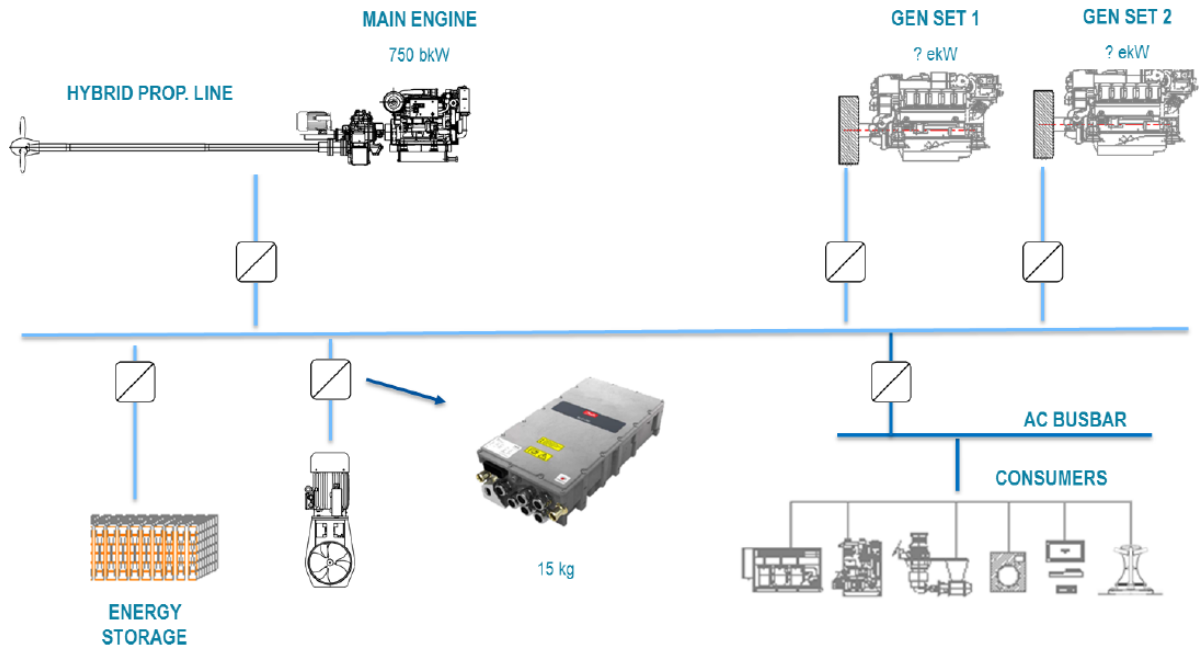 MAIN ENGINE
750 bkW
GEN SET 1
? ekW
GEN SET 2
? ekW
HYBRID PROP. LINE
AC BUSBAR
CONSUMERS
15 kg
ENERGY
STORAGE